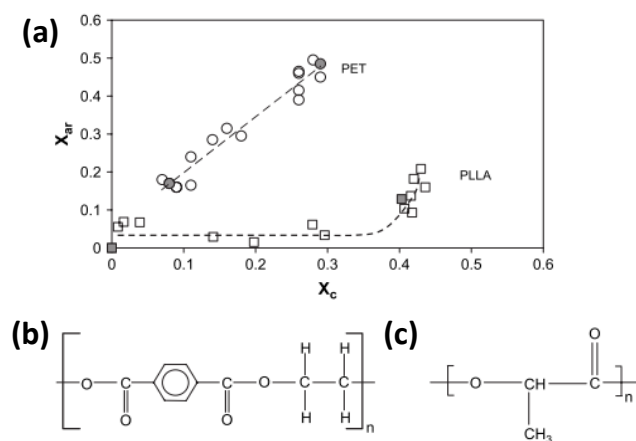 (a)
0.6
0.5
0.4
0.3
0.2
0.1
0
X_ar
PET
PLLA
0 0.1 0.2 0.3 0.4 0.5 0.6
X_c
(b)
(c)
O C O C O H C H H C H n
O CH CH3 C O n